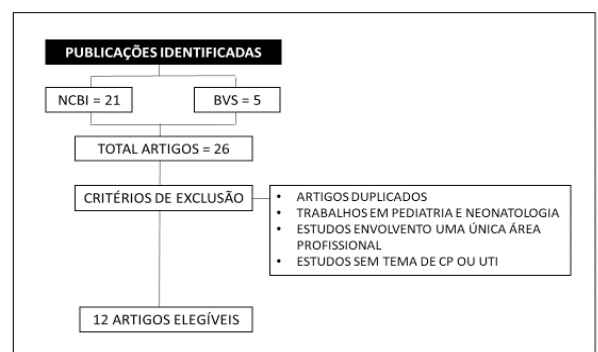 PUBLICAÇÕES IDENTIFICADAS
NCBI = 21
BVS = 5
TOTAL ARTIGOS = 26
CRITÉRIOS DE EXCLUSÃO
• ARTIGOS DUPLICADOS
• TRABALHOS EM PEDIATRIA E NEONATOLOGIA
• ESTUDOS ENVOLVENTO UMA ÚNICA ÁREA
PROFISSIONAL
• ESTUDOS SEM TEMA DE CP OU UTI
12 ARTIGOS ELEGÍVEIS